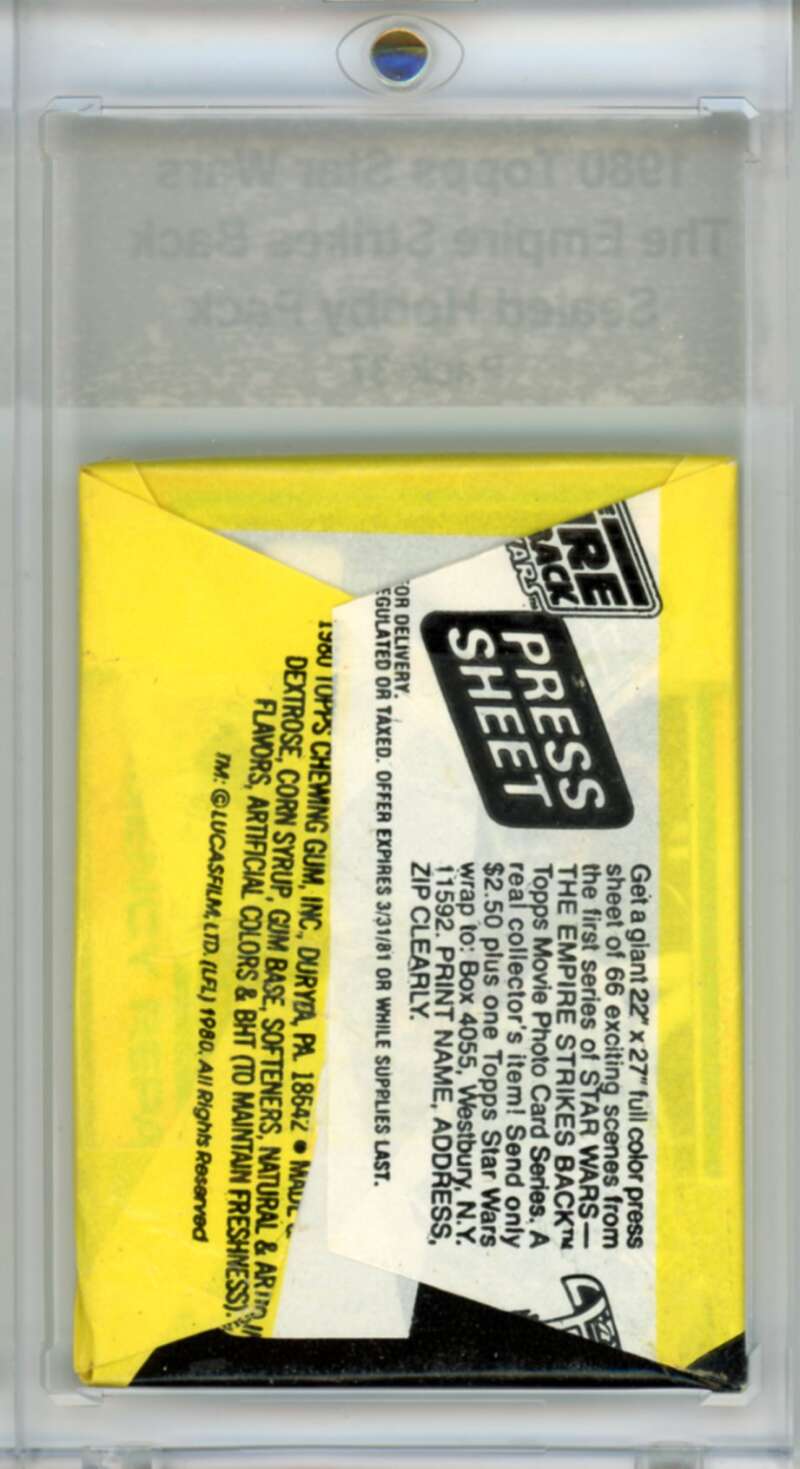 1980 Topps Star Wars
The Empire Strikes Back
Sealed Hobby Pack
Pack 37
IRE
BACK
PRESS
SHEET
Get a giant 22" x 27" full color press
sheet of 66 exciting scenes from
the first series of STAR WARS—
THE EMPIRE STRIKES BACK™
Topps Movie Photo Card Series. A
real collector's item! Send only
$2.50 plus one Topps Star Wars
wrap to: Box 4055, Westbury, N.Y.
11592. PRINT NAME, ADDRESS,
ZIP CLEARLY.
OR DELIVERY.
EGULATED OR TAXED. OFFER EXPIRES 3/31/81 OR WHILE SUPPLIES LAST.
1980 TOPPS CHEWING GUM, INC., DURYEA, PA. 18642 • MADE
DEXTROSE, CORN SYRUP, GUM BASE, SOFTENERS, NATURAL &
FLAVORS, ARTIFICIAL COLORS & BHT (TO MAINTAIN FRESHNESS).
TM: © LUCASFILM, LTD. (LFL) 1980. All Rights Reserved